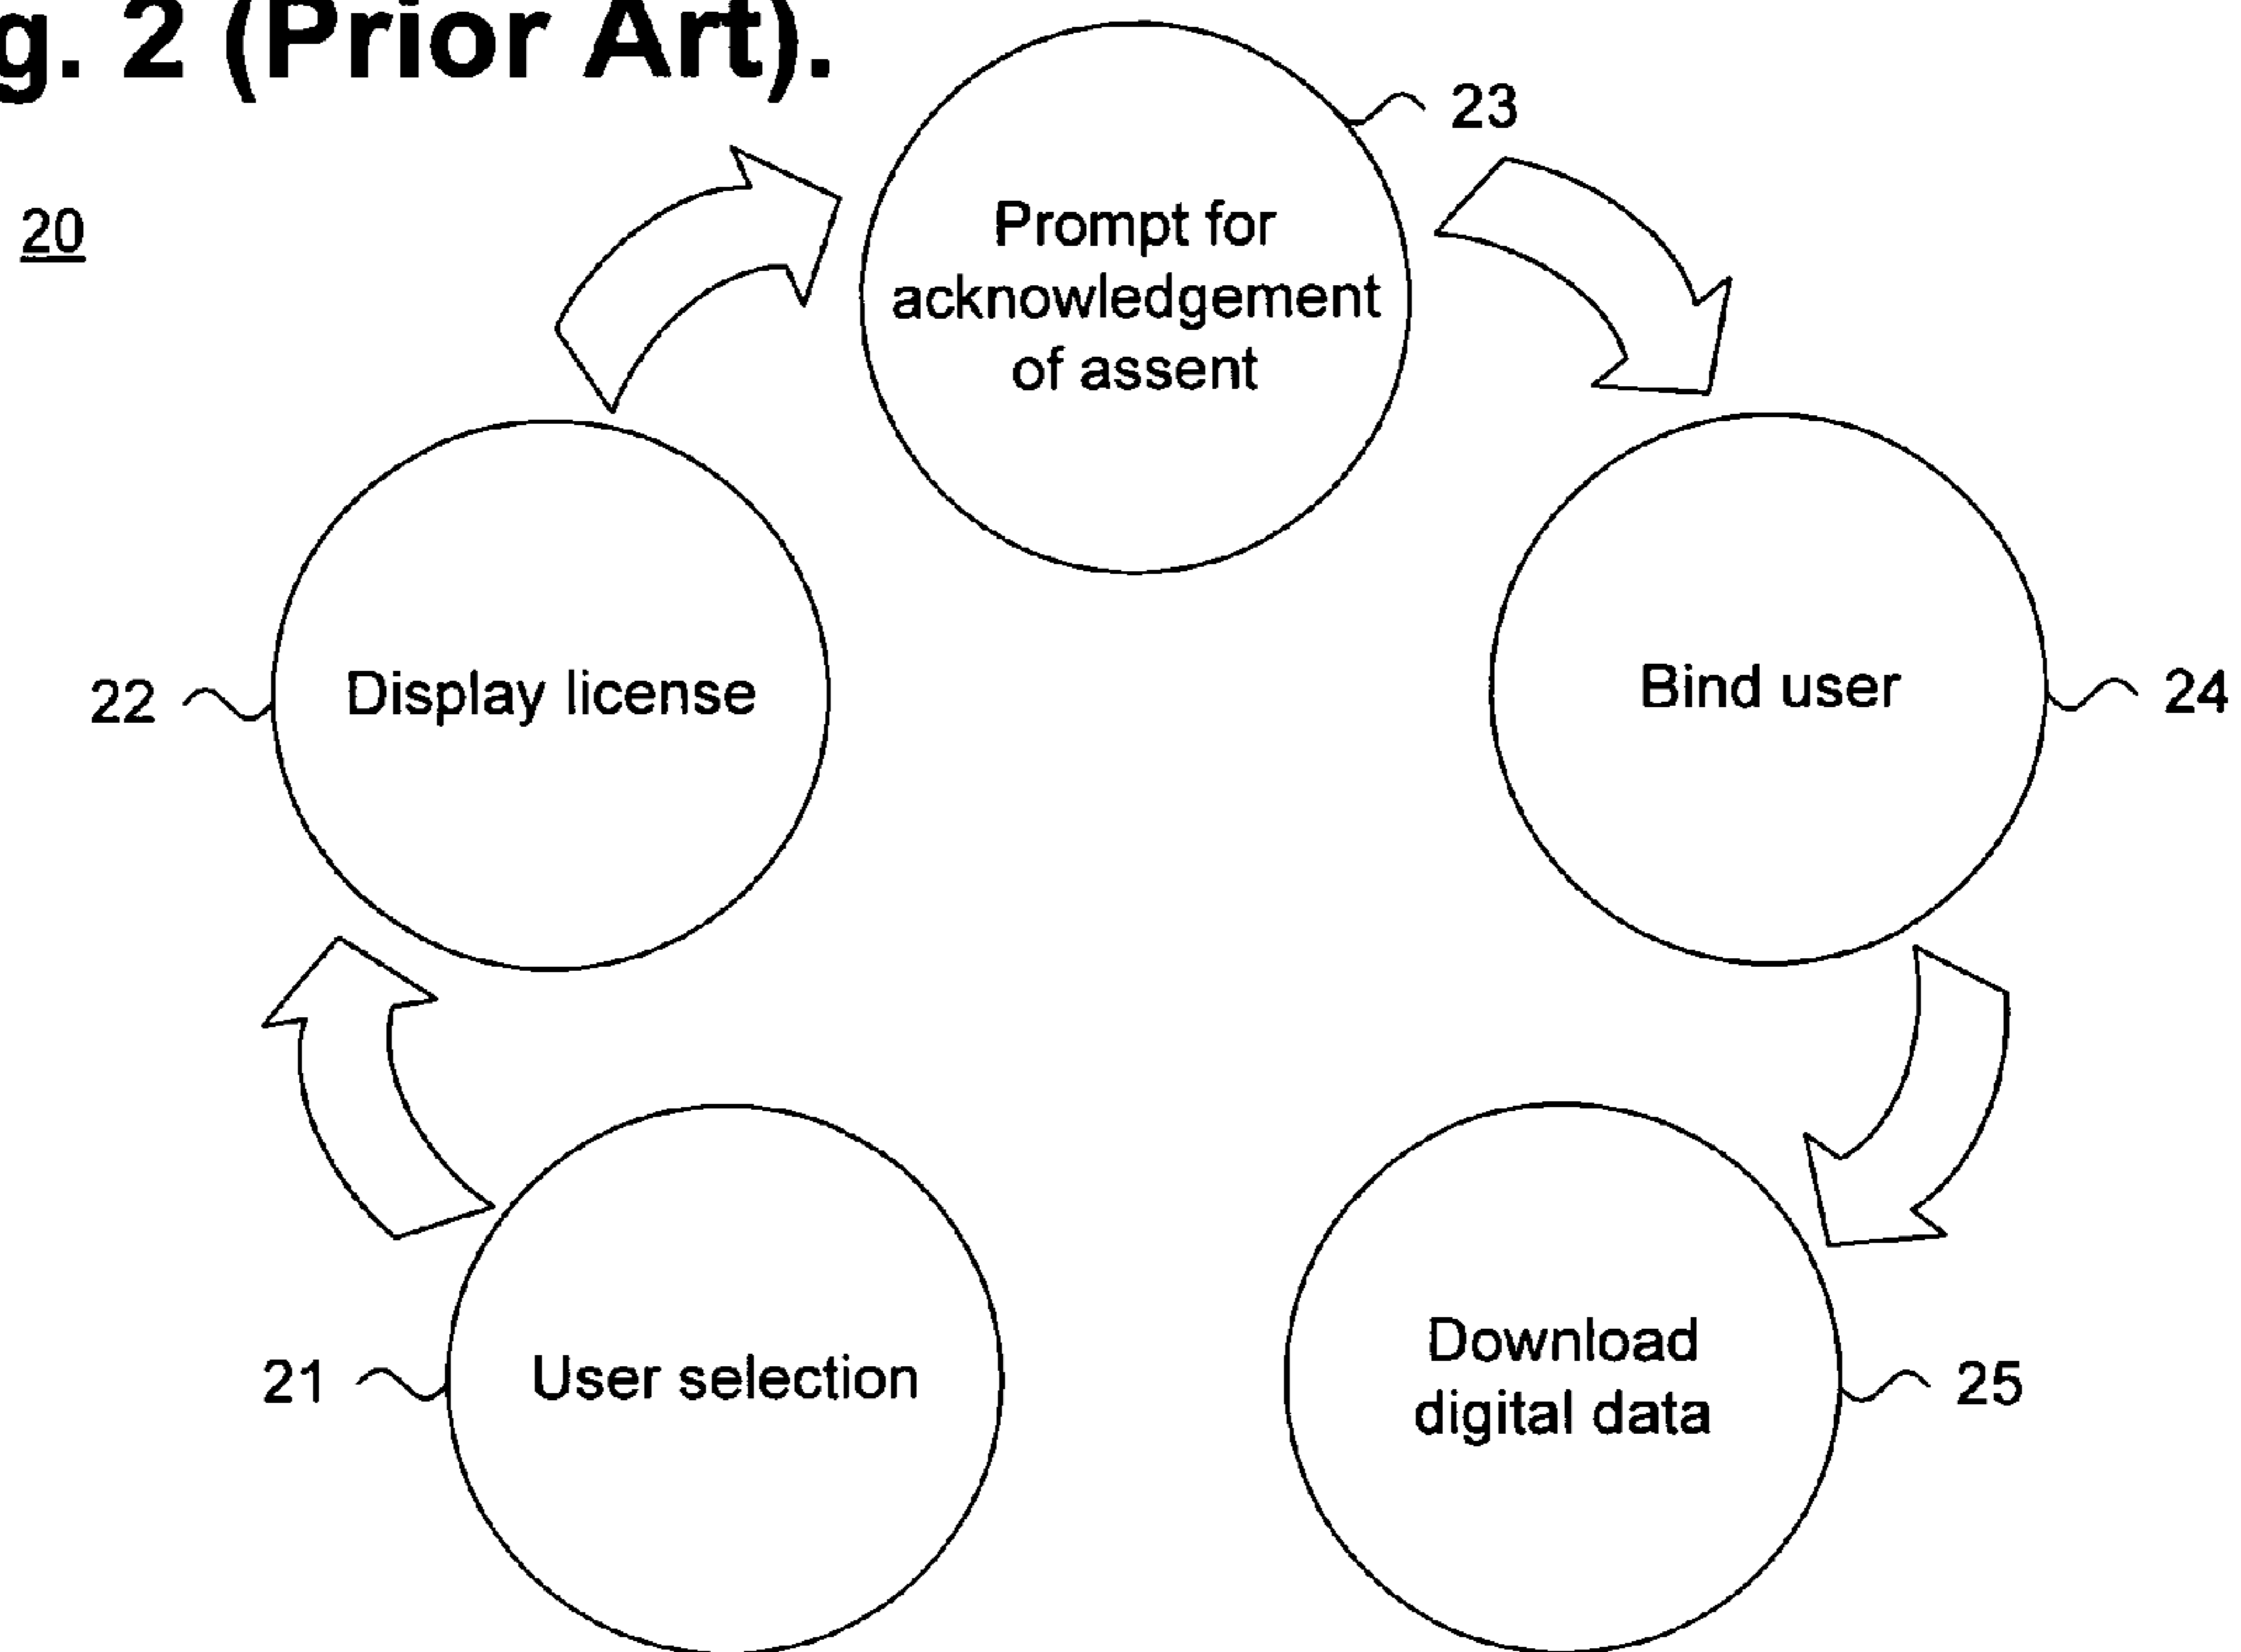 g. 2 (Prior Art).
20
23
Prompt for
acknowledgement
of assent
22
Display license
Bind user
24
21
User selection
Download
digital data
25